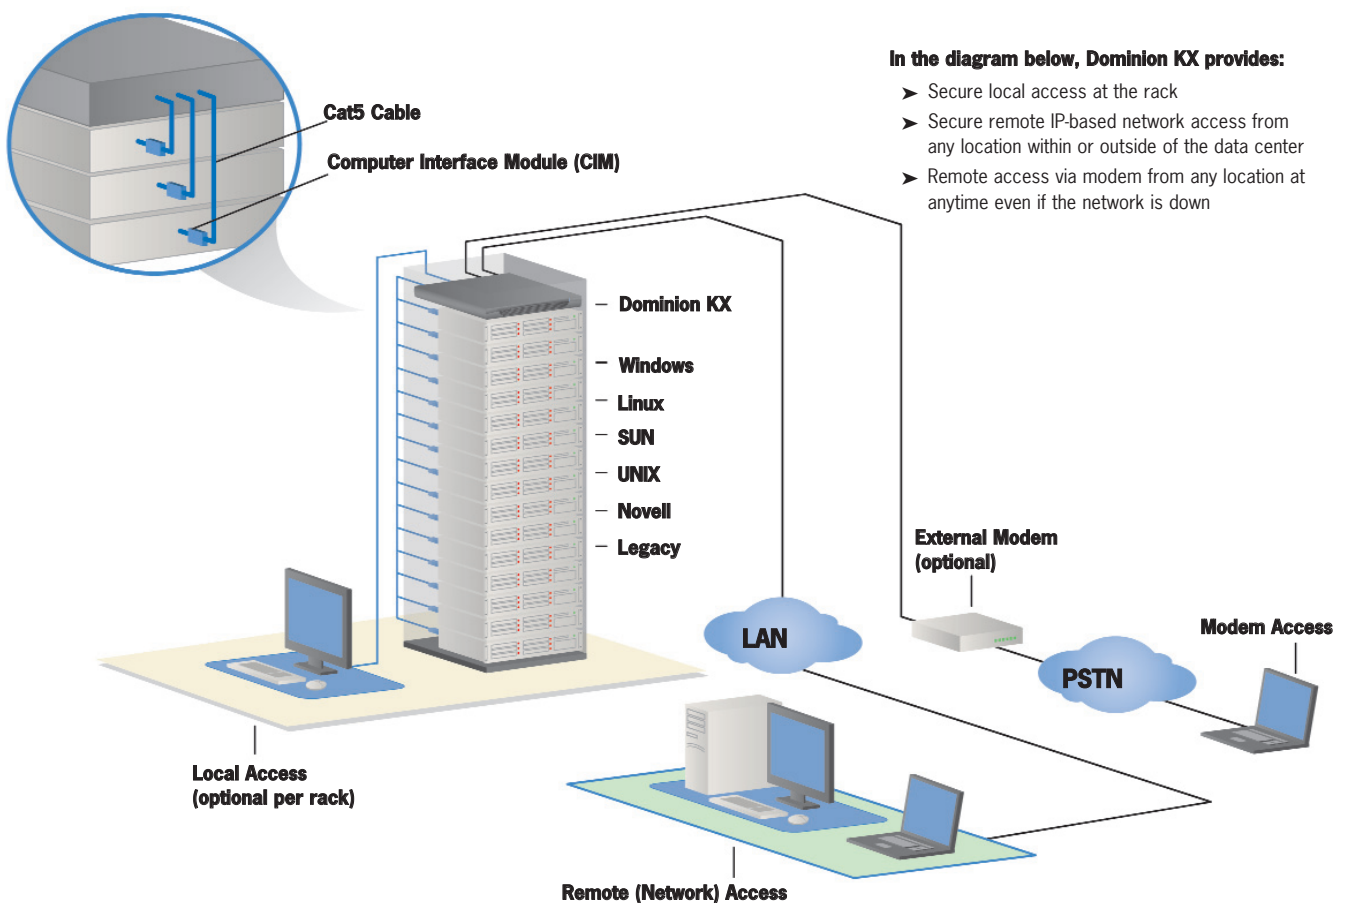 In the diagram below, Dominion KX provides:
➤ Secure local access at the rack
➤ Secure remote IP-based network access from
any location within or outside of the data center
➤ Remote access via modem from any location at
anytime even if the network is down
Cat5 Cable
Computer Interface Module (CIM)
Dominion KX
Windows
Linux
SUN
UNIX
Novell
Legacy
External Modem
(optional)
LAN
Modem Access
PSTN
Local Access
(optional per rack)
Remote (Network) Access